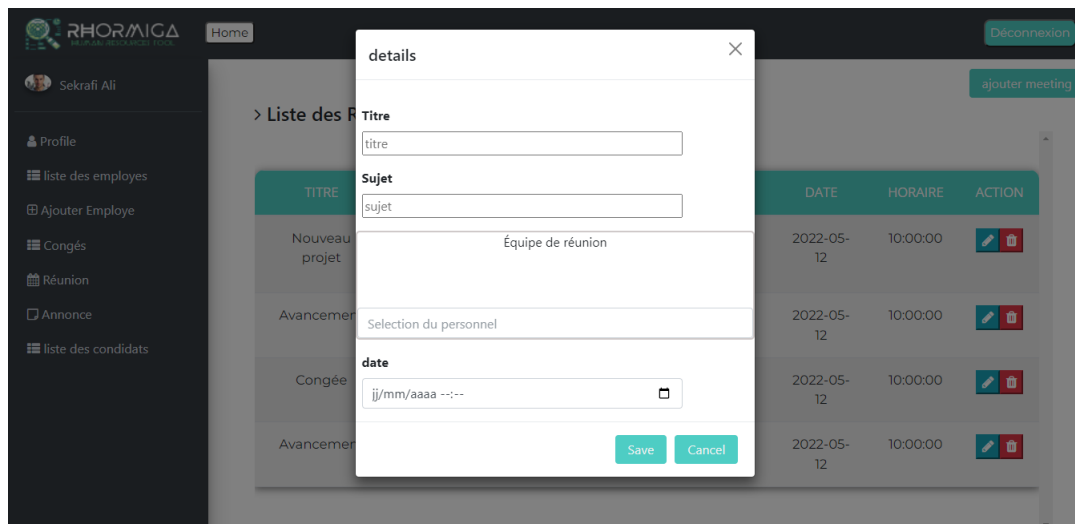 RHORMIGA
HUMAN RESOURCES TOOL
Home
Déconnexion
Sekrafi Ali
Profile
liste des employes
Ajouter Employe
Congés
Réunion
Annonce
liste des condidats
ajouter meeting
> Liste des R
TITRE
DATE
HORAIRE
ACTION
Nouveau
projet
2022-05-
12
10:00:00
Avancemen
2022-05-
12
10:00:00
Congée
2022-05-
12
10:00:00
Avancemen
2022-05-
12
10:00:00
details
Titre
titre
Sujet
sujet
Équipe de réunion
Selection du personnel
date
jj/mm/aaaa --:--
Save
Cancel